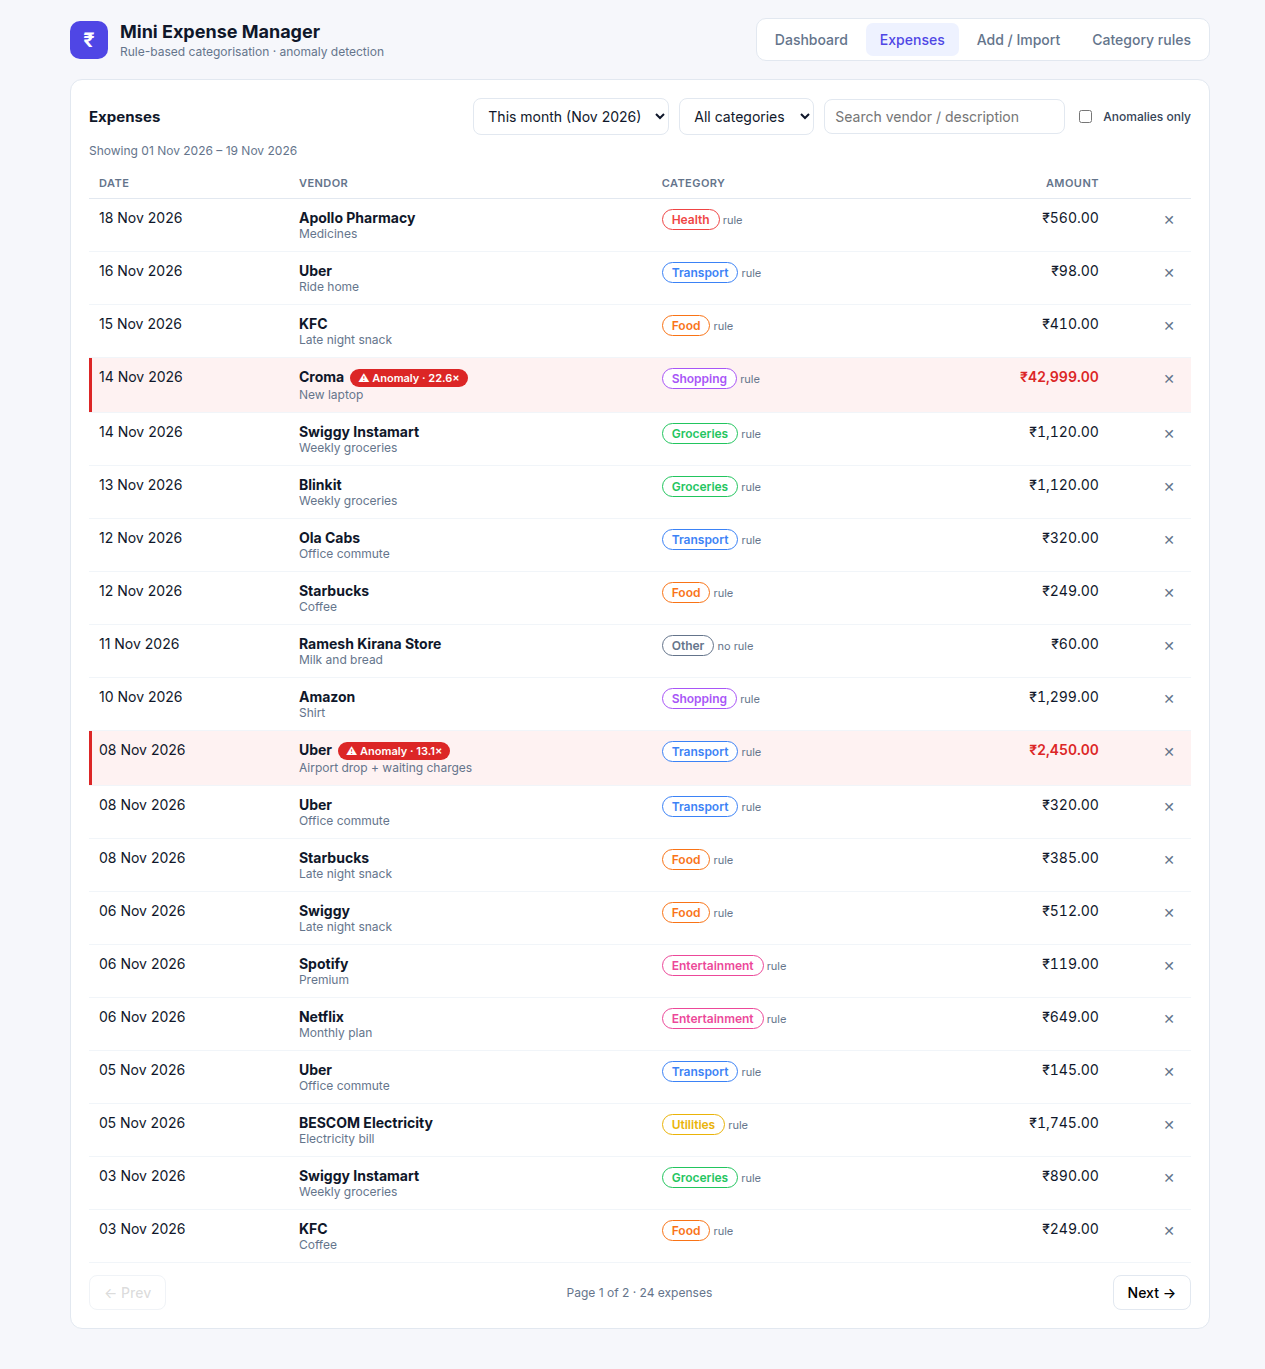 ₹
Mini Expense Manager
Rule-based categorisation · anomaly detection
Dashboard Expenses Add / Import Category rules
Expenses
This month (Nov 2026) All categories Search vendor / description Anomalies only
Showing 01 Nov 2026 – 19 Nov 2026
DATE VENDOR CATEGORY AMOUNT
18 Nov 2026 Apollo Pharmacy Health rule ₹560.00 ✕
Medicines
16 Nov 2026 Uber Transport rule ₹98.00 ✕
Ride home
15 Nov 2026 KFC Food rule ₹410.00 ✕
Late night snack
14 Nov 2026 Croma ⚠ Anomaly · 22.6× Shopping rule ₹42,999.00 ✕
New laptop
14 Nov 2026 Swiggy Instamart Groceries rule ₹1,120.00 ✕
Weekly groceries
13 Nov 2026 Blinkit Groceries rule ₹1,120.00 ✕
Weekly groceries
12 Nov 2026 Ola Cabs Transport rule ₹320.00 ✕
Office commute
12 Nov 2026 Starbucks Food rule ₹249.00 ✕
Coffee
11 Nov 2026 Ramesh Kirana Store Other no rule ₹60.00 ✕
Milk and bread
10 Nov 2026 Amazon Shopping rule ₹1,299.00 ✕
Shirt
08 Nov 2026 Uber ⚠ Anomaly · 13.1× Transport rule ₹2,450.00 ✕
Airport drop + waiting charges
08 Nov 2026 Uber Transport rule ₹320.00 ✕
Office commute
08 Nov 2026 Starbucks Food rule ₹385.00 ✕
Late night snack
06 Nov 2026 Swiggy Food rule ₹512.00 ✕
Late night snack
06 Nov 2026 Spotify Entertainment rule ₹119.00 ✕
Premium
06 Nov 2026 Netflix Entertainment rule ₹649.00 ✕
Monthly plan
05 Nov 2026 Uber Transport rule ₹145.00 ✕
Office commute
05 Nov 2026 BESCOM Electricity Utilities rule ₹1,745.00 ✕
Electricity bill
03 Nov 2026 Swiggy Instamart Groceries rule ₹890.00 ✕
Weekly groceries
03 Nov 2026 KFC Food rule ₹249.00 ✕
Coffee
← Prev Page 1 of 2 · 24 expenses Next →